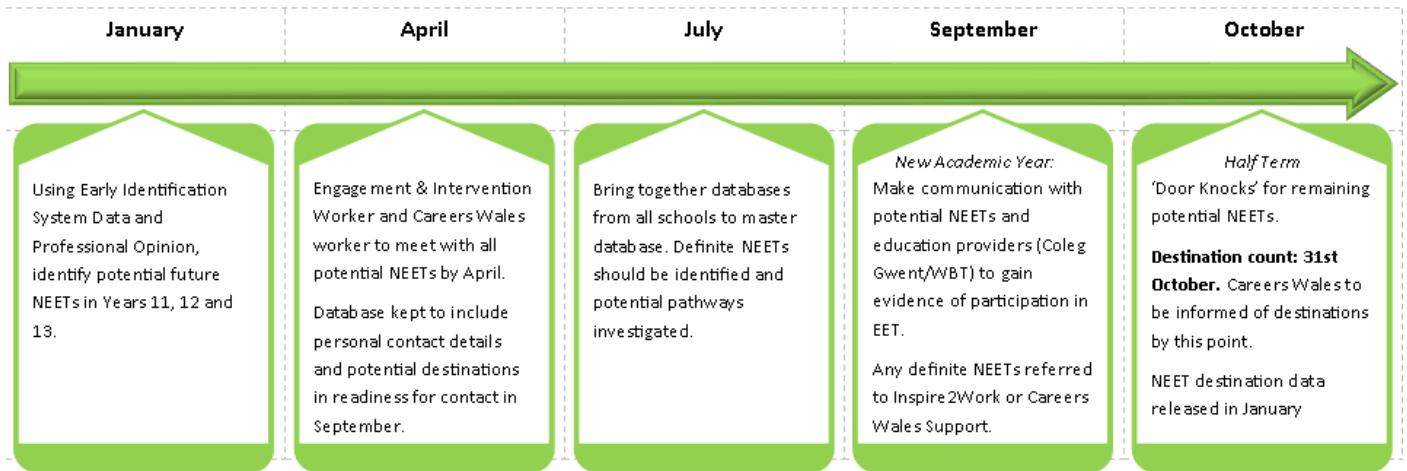 January
April
July
September
October
Using Early Identification
System Data and
Professional Opinion,
identify potential future
NEETs in Years 11, 12 and
13.
Engagement & Intervention
Worker and Careers Wales
worker to meet with all
potential NEETs by April.
Database kept to include
personal contact details
and potential destinations
in readiness for contact in
September.
Bring together databases
from all schools to master
database. Definite NEETs
should be identified and
potential pathways
investigated.
New Academic Year:
Make communication with
potential NEETs and
education providers (Coleg
Gwent/WBT) to gain
evidence of participation in
EET.
Any definite NEETs referred
to Inspire2Work or Careers
Wales Support.
Half Term
‘Door Knocks’ for remaining
potential NEETs.
Destination count: 31st
October. Careers Wales to
be informed of destinations
by this point.
NEET destination data
released in January